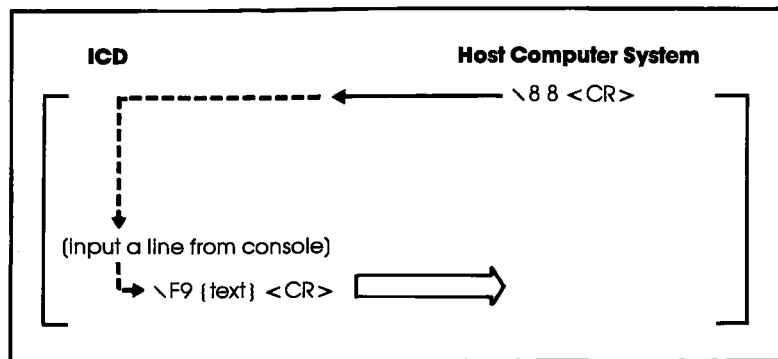 ICD Host Computer System
\8 8 <CR>
(input a line from console)
\F9 {text} <CR>